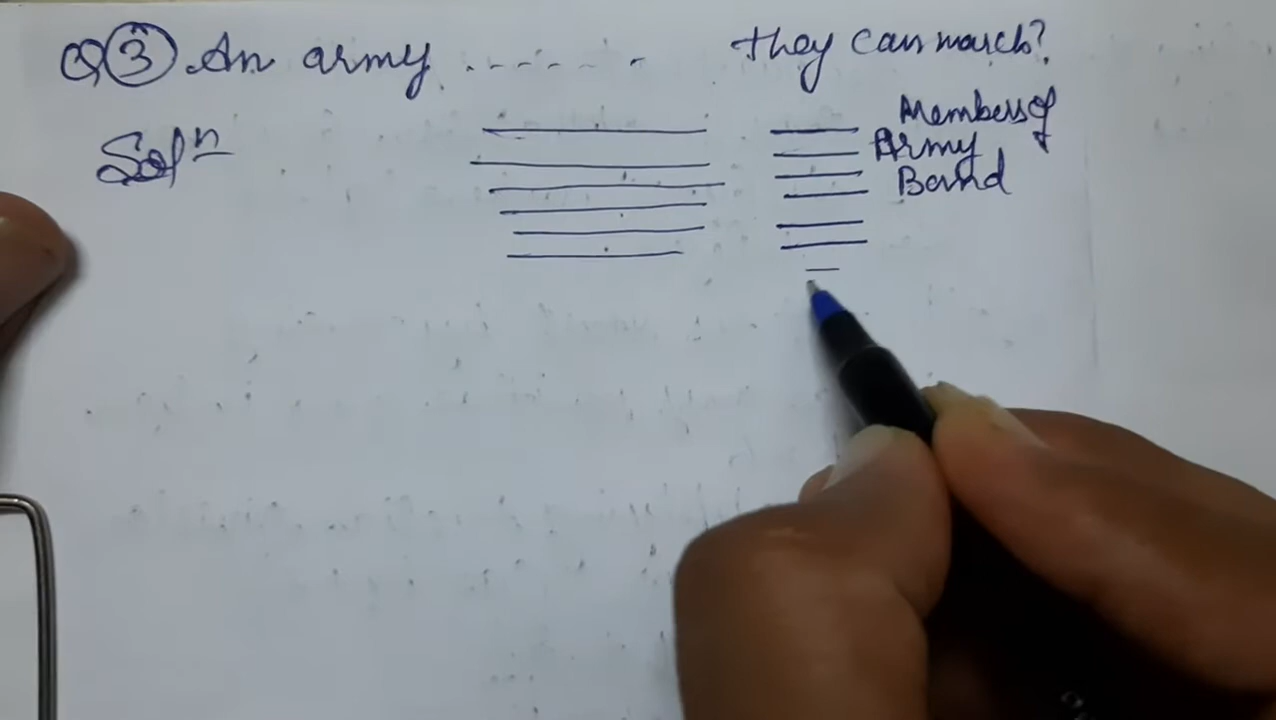 Q③ An army ------ they can march?
Members of
Army
Band
Solⁿ